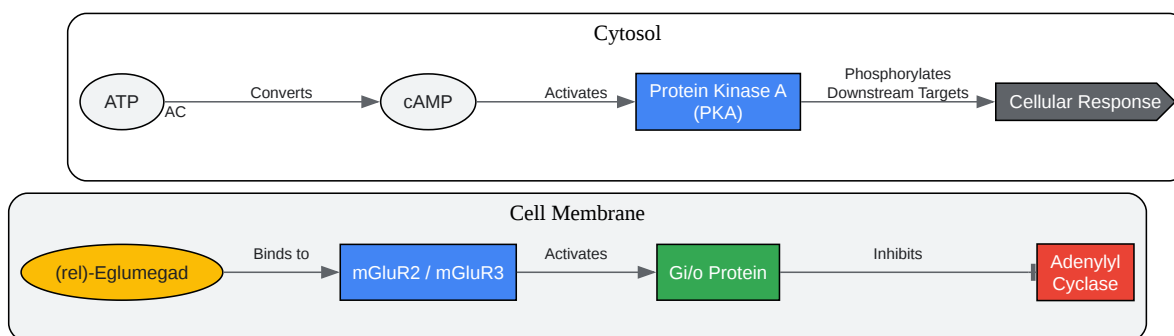 Cytosol
ATP
AC
Converts
cAMP
Activates
Protein Kinase A
(PKA)
Phosphorylates
Downstream Targets
Cellular Response
Cell Membrane
(rel)-Eglumegad
Binds to
mGluR2 / mGluR3
Activates
Gi/o Protein
Inhibits
Adenylyl
Cyclase